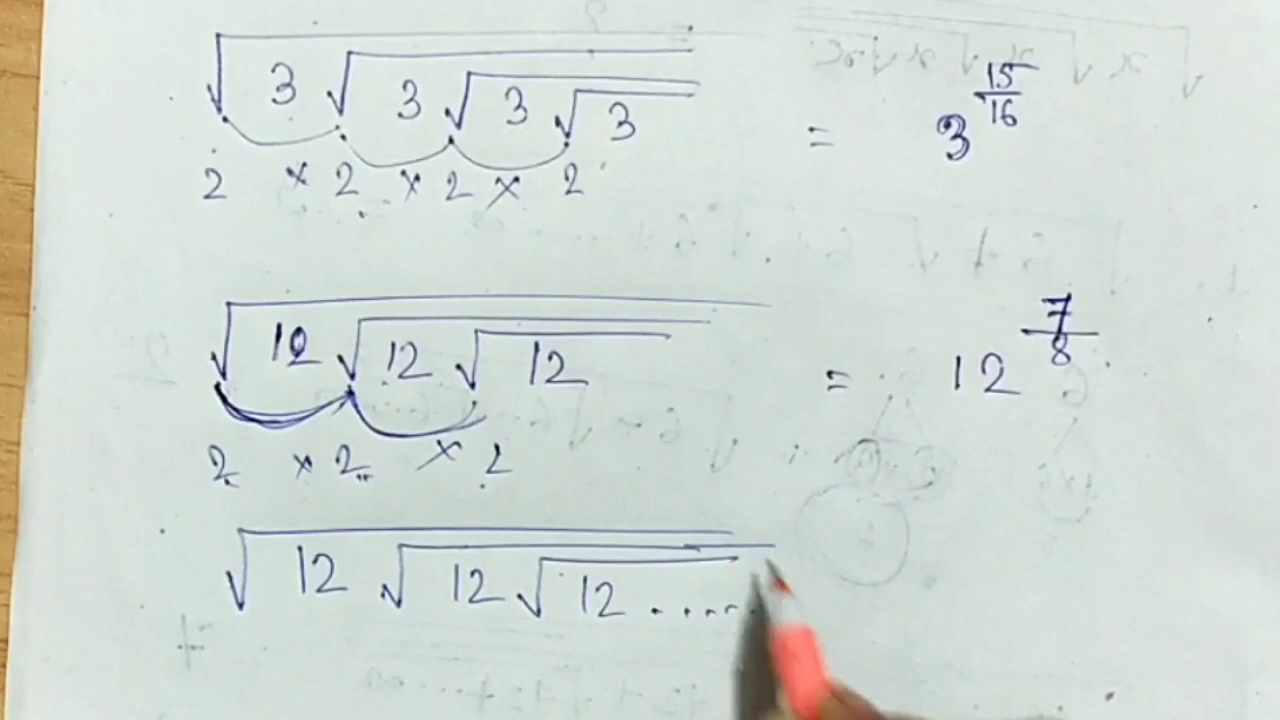 √3√3√3√3 = 3^(15/16)
2 × 2 × 2 × 2
√12√12√12 = 12^(7/8)
2 × 2 × 2
√12√12√12.....